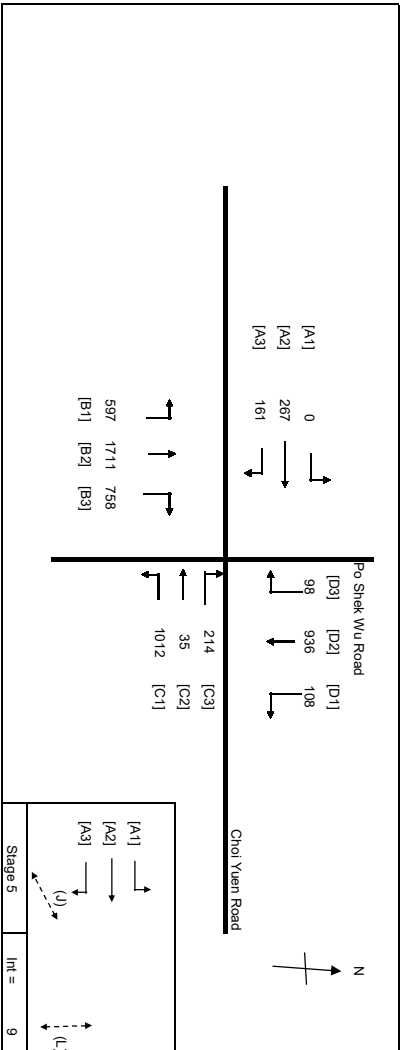 Po Shek Wu Road
N
[D3] [D2] [D1]
98 936 108
[A1] 0
[A2] 267
[A3] 161
Choi Yuen Road
214 [C3]
35 [C2]
1012 [C1]
597 1711 758
[B1] [B2] [B3]
[A1]
[A2]
[A3]
(J)
(L
Stage 5 Int = 9